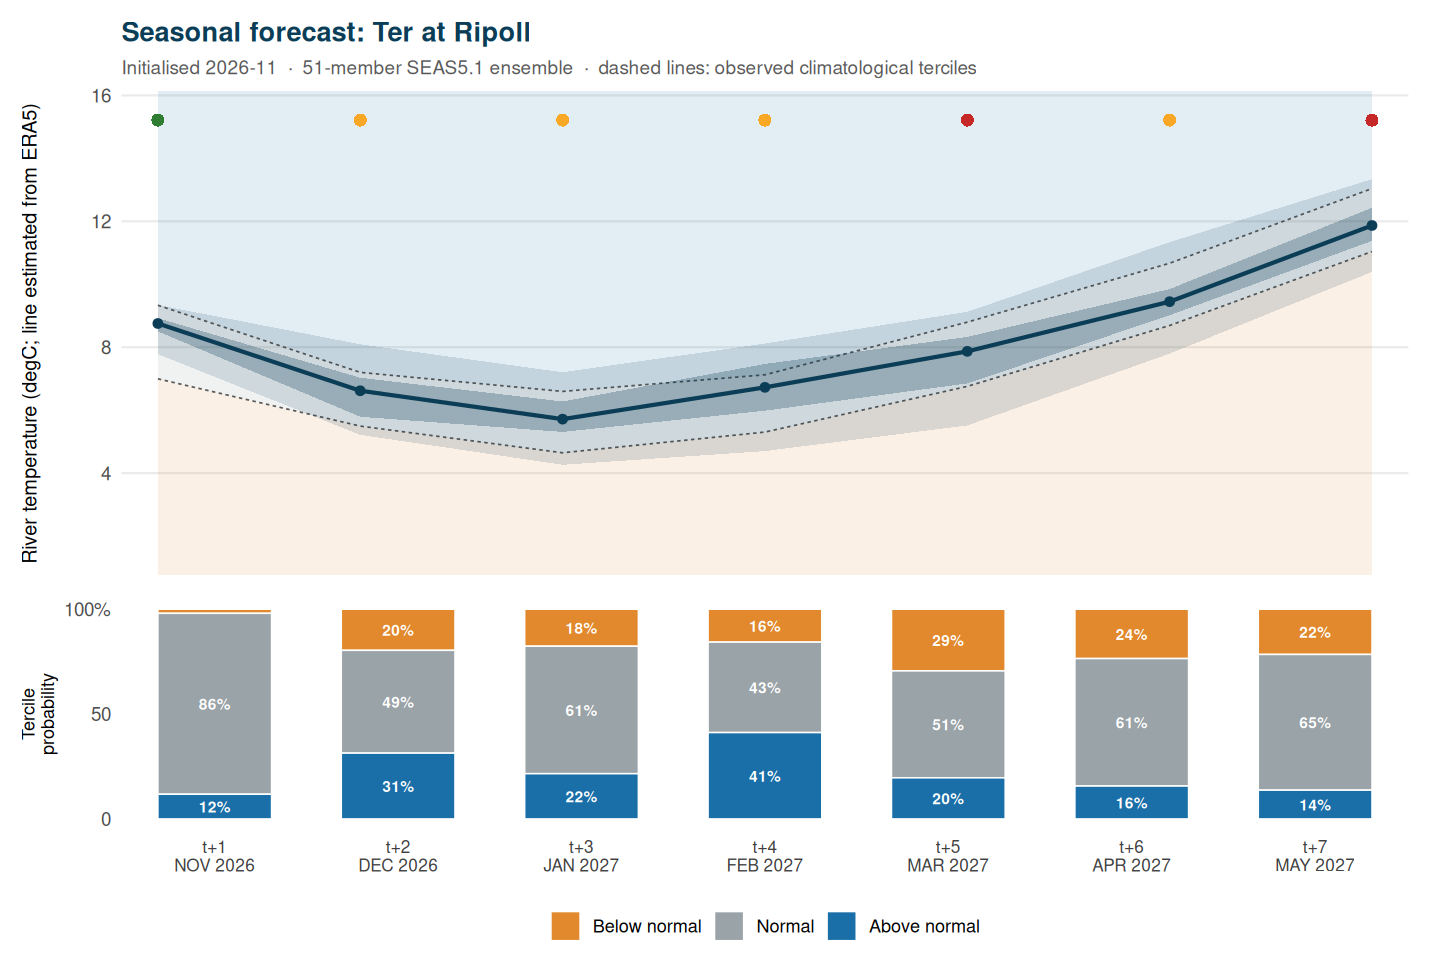 Seasonal forecast: Ter at Ripoll
Initialised 2026-11 · 51-member SEAS5.1 ensemble · dashed lines: observed climatological terciles
River temperature (degC; line estimated from ERA5)
16
12
8
4
Tercile
probability
100%
50
0
20% 18% 16% 29% 24% 22%
86% 49% 61% 43% 51% 61% 65%
12% 31% 22% 41% 20% 16% 14%
t+1 t+2 t+3 t+4 t+5 t+6 t+7
NOV 2026 DEC 2026 JAN 2027 FEB 2027 MAR 2027 APR 2027 MAY 2027
Below normal Normal Above normal